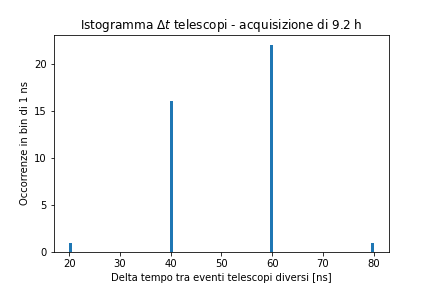 Istogramma Δt telescopi - acquisizione di 9.2 h
Occorrenze in bin di 1 ns
20
15
10
5
0
20 30 40 50 60 70 80
Delta tempo tra eventi telescopi diversi [ns]